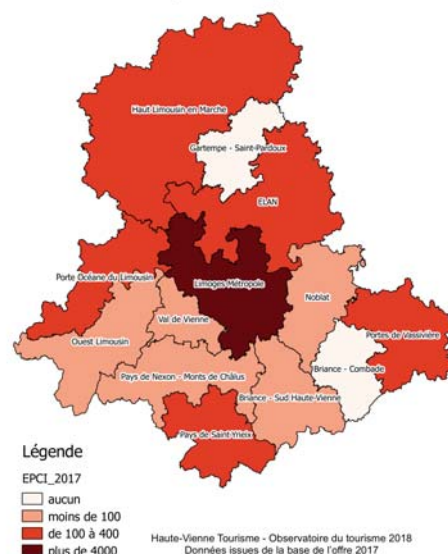 Haut Limousin en Marche
Gartempe - Saint-Pardoux
ELAN
Porte Océane du Limousin
Limoges Métropole
Noblat
Val de Vienne
Ouest Limousin
Portes de Vassivière
Briance - Combade
Pays de Nexon - Monts de Châlus
Briance - Sud Haute-Vienne
Pays de Saint-Yrieix
Légende
EPCI_2017
aucun
moins de 100
de 100 à 400
plus de 4000
Haute-Vienne Tourisme - Observatoire du tourisme 2018
Données issues de la base de l'offre 2017